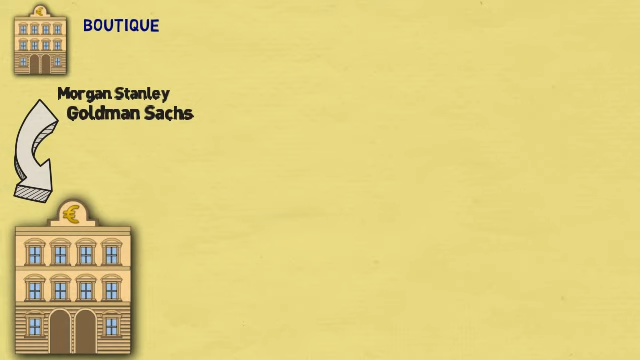 BOUTIQUE
Morgan Stanley
Goldman Sachs
€
€